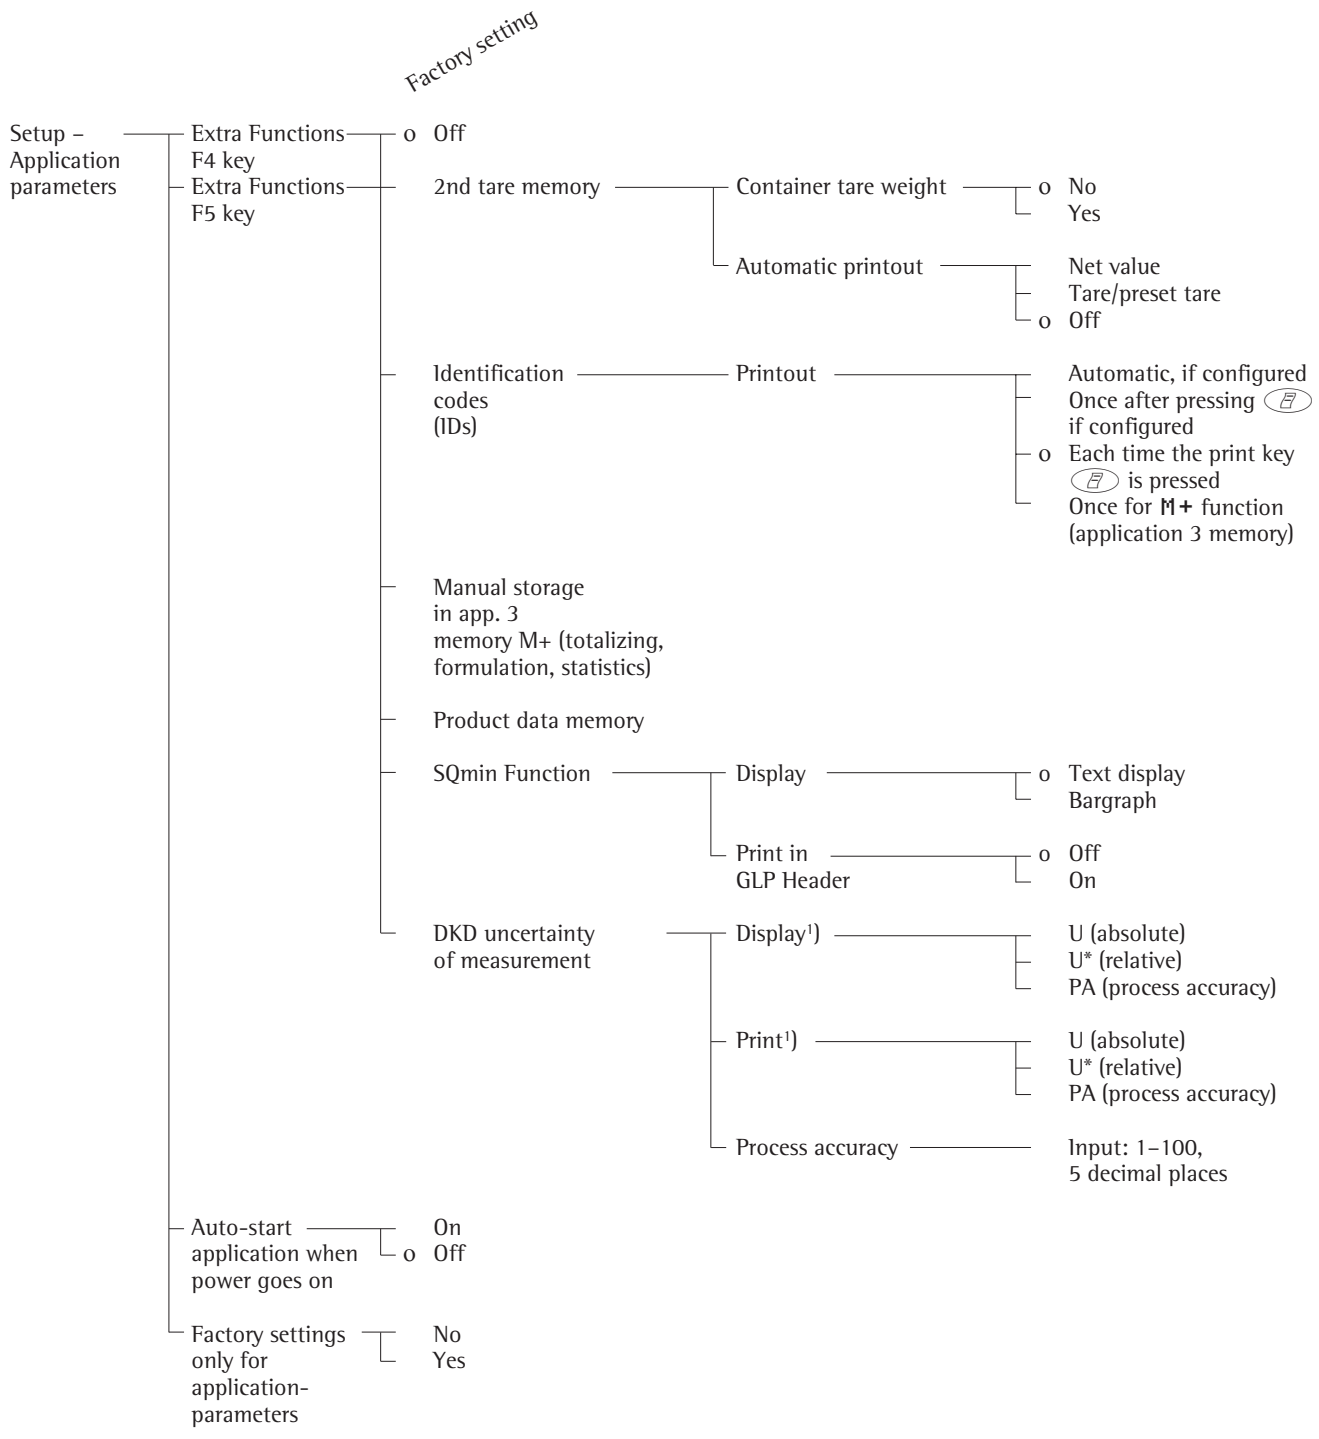 Factory setting
Setup –
Application
parameters
Extra Functions
F4 key
Extra Functions
F5 key
o Off
2nd tare memory
Container tare weight
o No
Yes
Automatic printout
Net value
Tare/preset tare
o Off
Identification
codes
(IDs)
Printout
Automatic, if configured
Once after pressing
if configured
o Each time the print key
is pressed
Once for M+ function
(application 3 memory)
Manual storage
in app. 3
memory M+ (totalizing,
formulation, statistics)
Product data memory
SQmin Function
Display
o Text display
Bargraph
Print in
GLP Header
o Off
On
DKD uncertainty
of measurement
Display¹)
U (absolute)
U* (relative)
PA (process accuracy)
Print¹)
U (absolute)
U* (relative)
PA (process accuracy)
Process accuracy
Input: 1–100,
5 decimal places
Auto-start
application when
power goes on
On
o Off
Factory settings
only for
application-
parameters
No
Yes